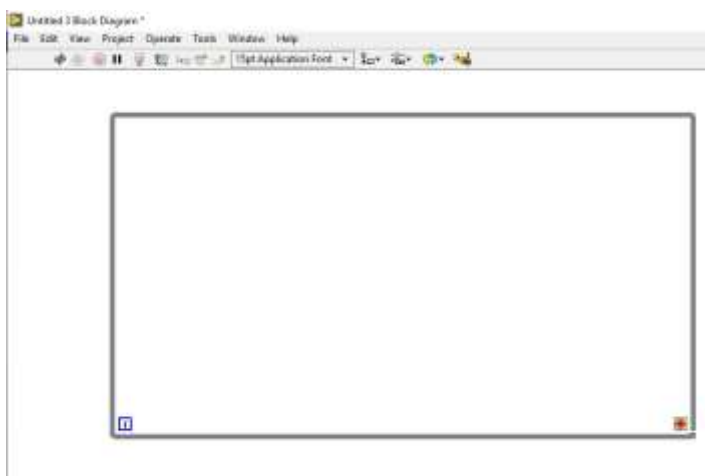 Untitled 3 Block Diagram *
File Edit View Project Operate Tools Window Help
15pt Application Font
i